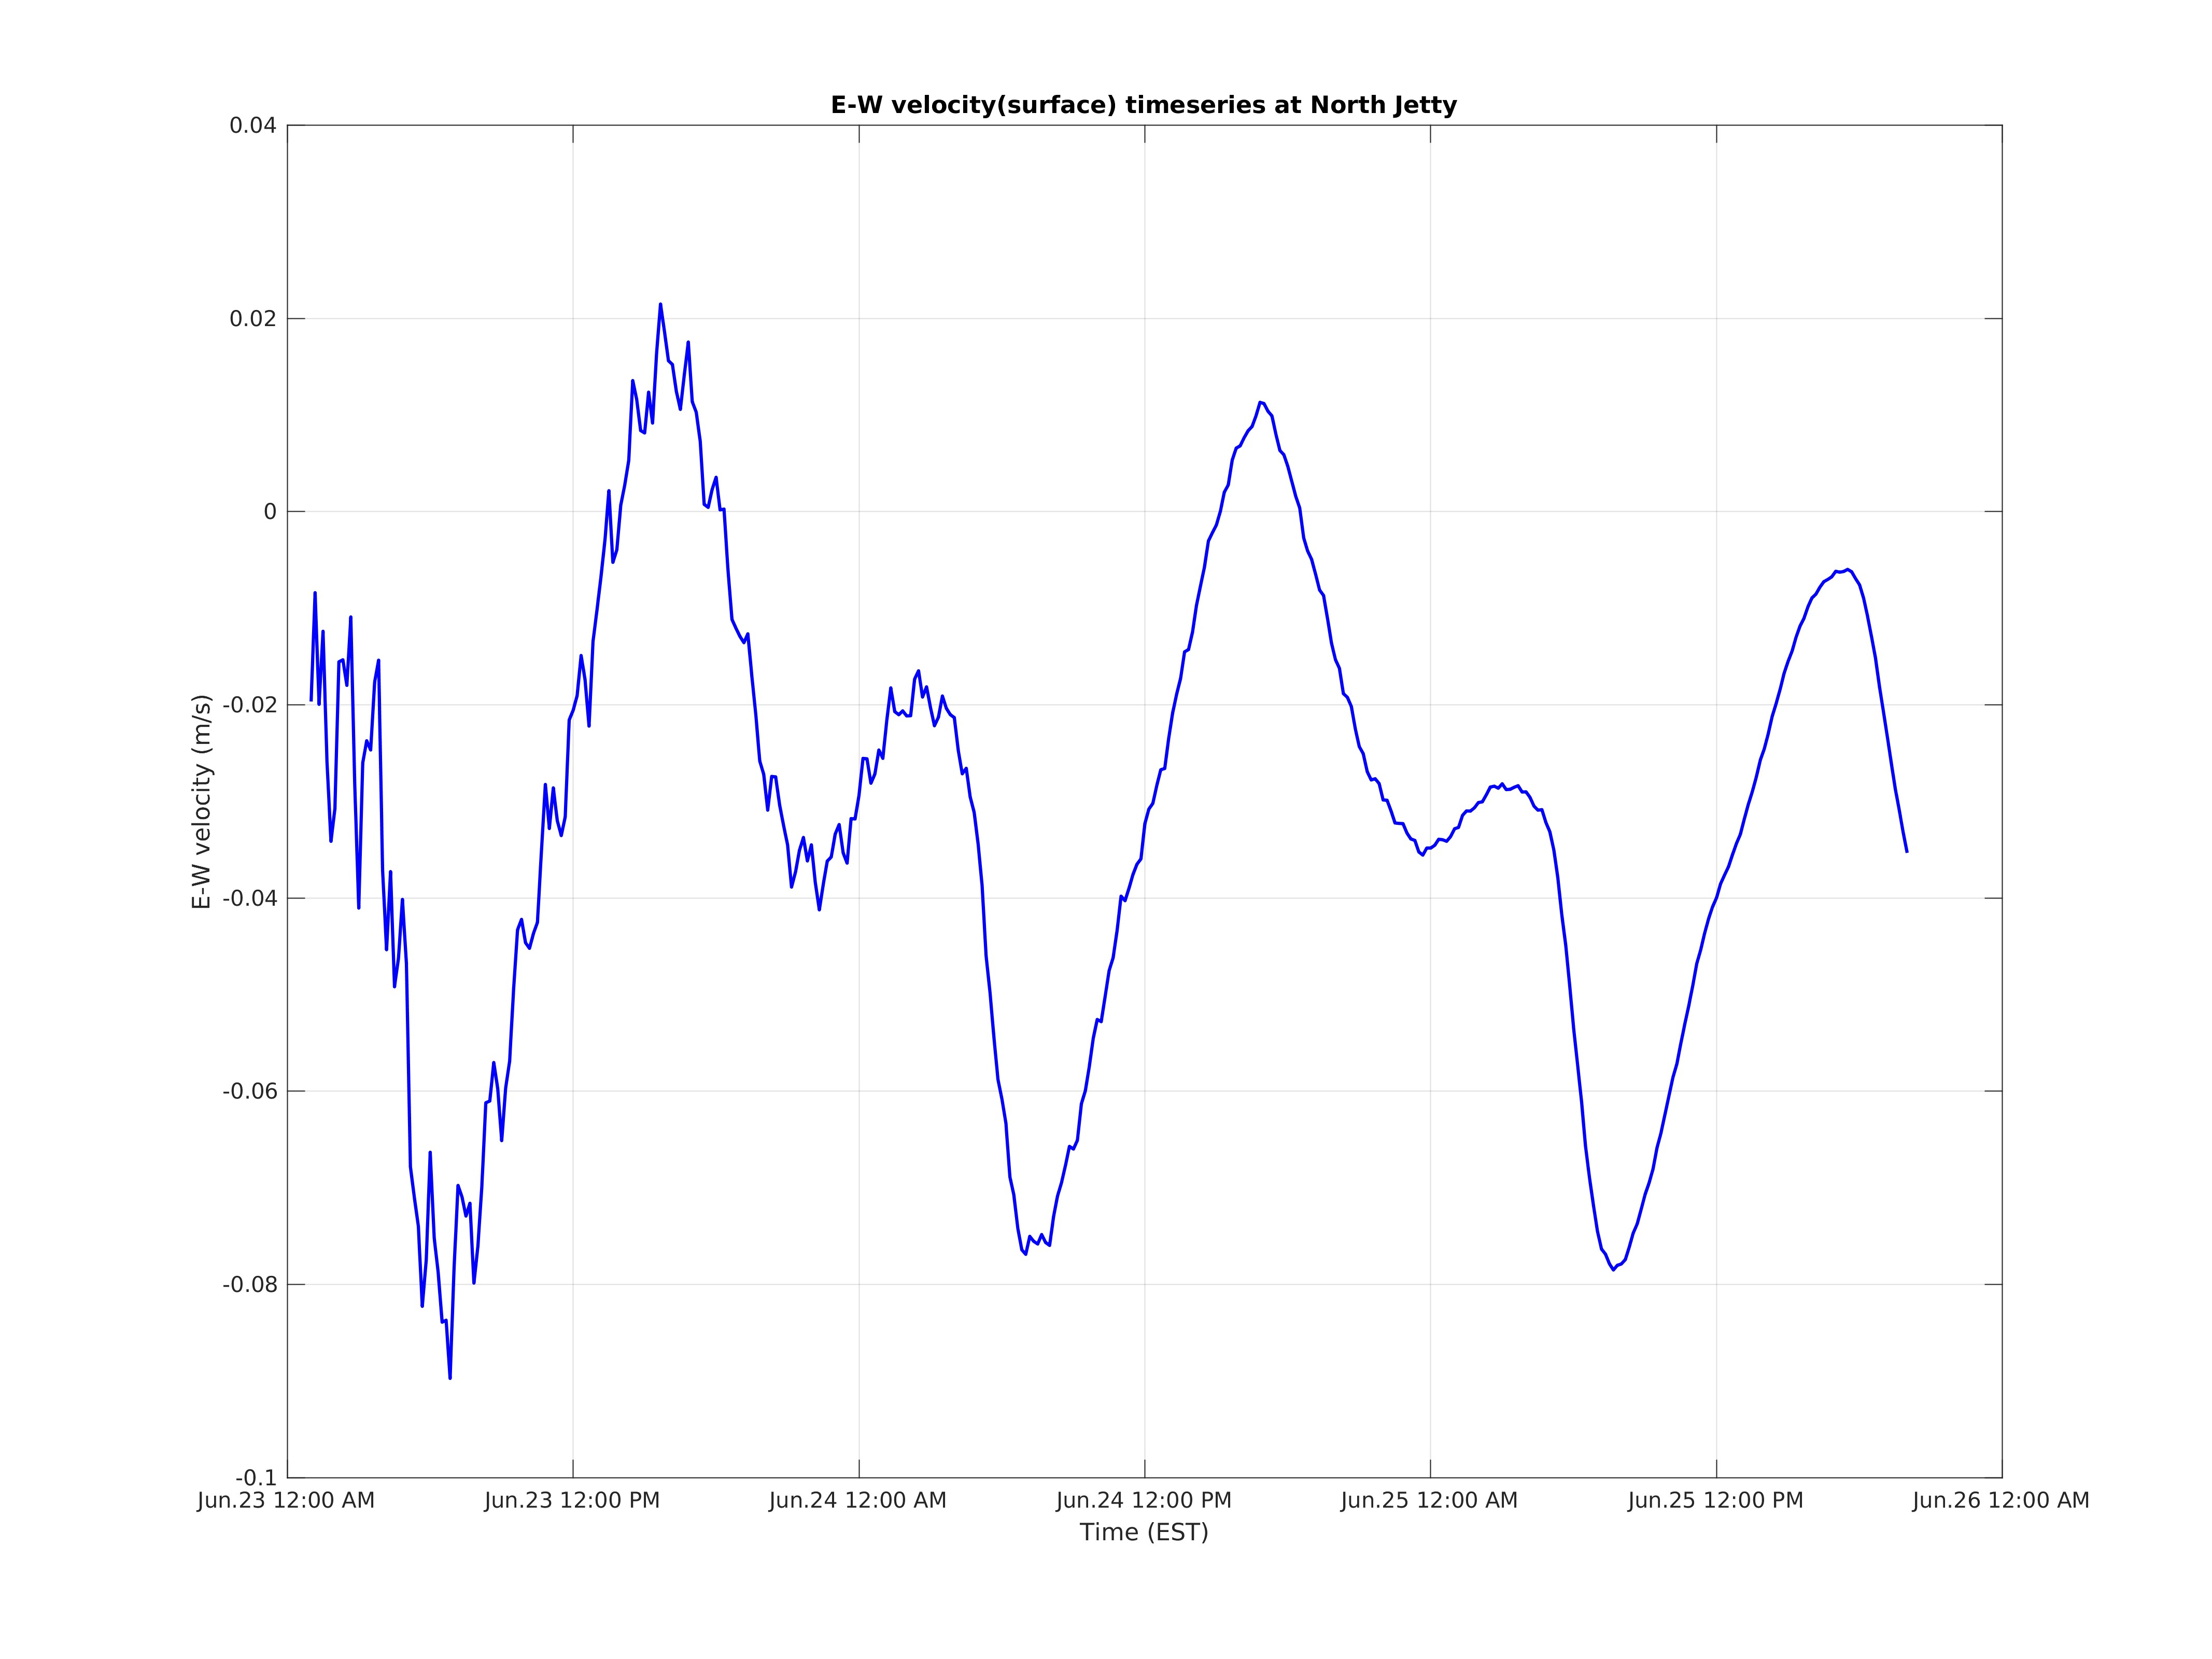 E-W velocity(surface) timeseries at North Jetty
0.04
0.02
0
-0.02
-0.04
-0.06
-0.08
-0.1
E-W velocity (m/s)
Jun.23 12:00 AM Jun.23 12:00 PM Jun.24 12:00 AM Jun.24 12:00 PM Jun.25 12:00 AM Jun.25 12:00 PM Jun.26 12:00 AM
Time (EST)